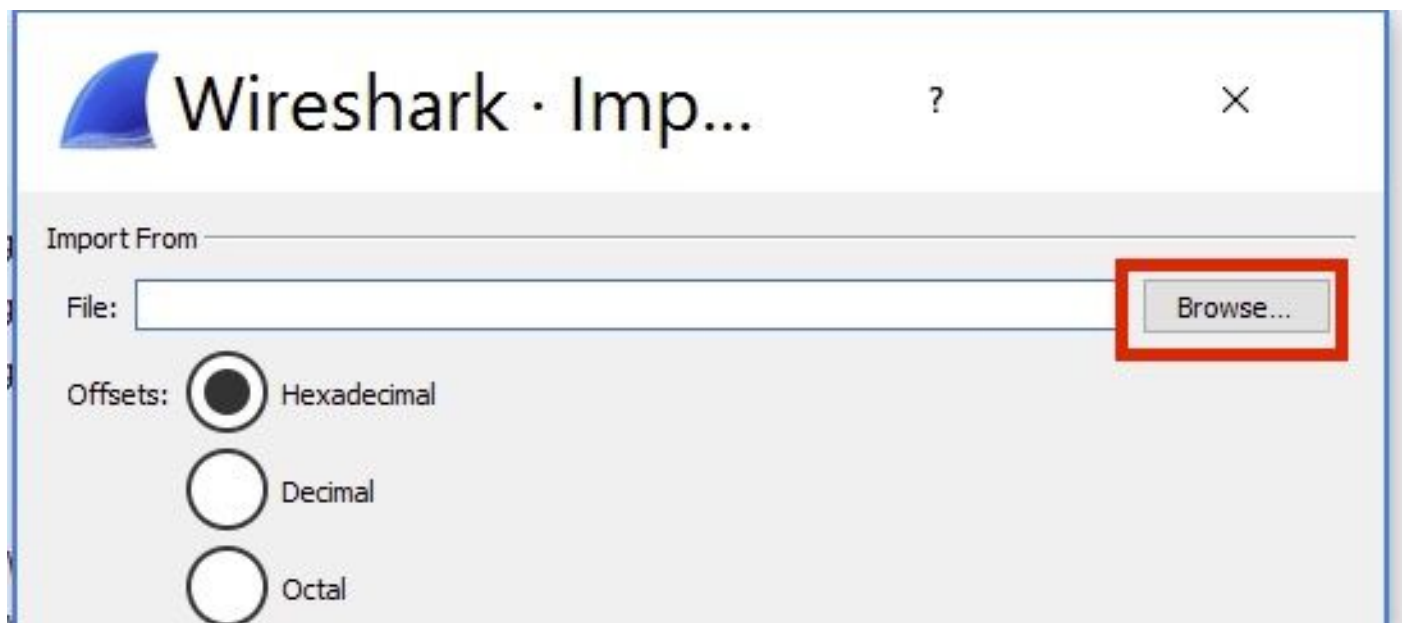 Wireshark · Imp... ?
Import From
File: Browse...
Offsets: Hexadecimal
Decimal
Octal